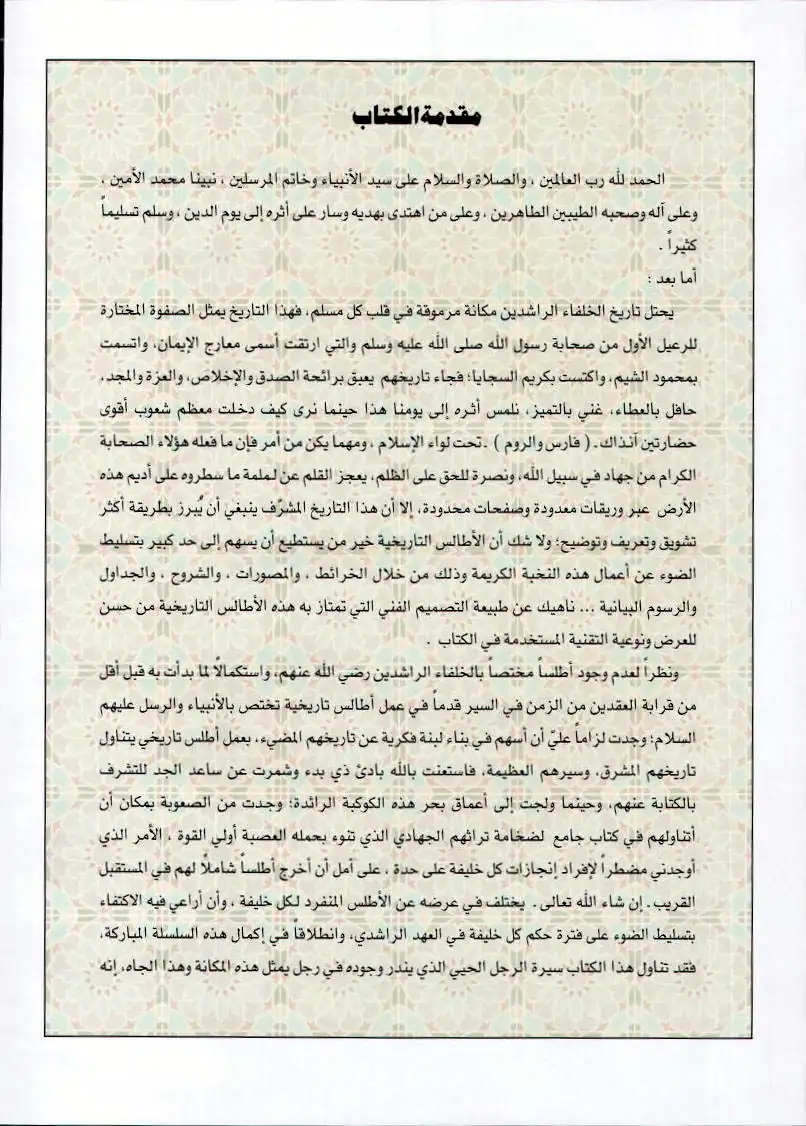 مقدمة الكتاب
الحمد لله رب العالمين ، والصلاة والسلام على سيد الأنبياء وخاتم المرسلين ، نبينا محمد الأمين ،
وعلى آله وصحبه الطيبين الطاهرين ، وعلى من اهتدى بهديه وسار على أثره إلى يوم الدين ، وسلم تسليماً
كثيراً .
أما بعد :
يحتل تاريخ الخلفاء الراشدين مكانة مرموقة في قلب كل مسلم، فهذا التاريخ يمثل الصفوة المختارة
للرعيل الأول من صحابة رسول الله صلى الله عليه وسلم والتي ارتقت أسمى معارج الإيمان، واتسمت
بمحمود الشيم، واكتست بكريم السجايا؛ فجاء تاريخهم يعبق برائحة الصدق والإخلاص، والعزة والمجد،
حافل بالعطاء، غني بالتميز، نلمس أثره إلى يومنا هذا حينما نرى كيف دخلت معظم شعوب أقوى
حضارتين آنذاك ـ ( فارس والروم ) ـ تحت لواء الإسلام ، ومهما يكن من أمر فإن ما فعله هؤلاء الصحابة
الكرام من جهاد في سبيل الله، ونصرة للحق على الظلم، يعجز القلم عن لملمة ما سطروه على أديم هذه
الأرض عبر وريقات معدودة وصفحات محدودة، إلا أن هذا التاريخ المشرّف ينبغي أن يُبرز بطريقة أكثر
تشويق وتعريف وتوضيح؛ ولا شك أن الأطالس التاريخية خير من يستطيع أن يسهم إلى حد كبير بتسليط
الضوء عن أعمال هذه النخبة الكريمة وذلك من خلال الخرائط ، والمصورات ، والشروح ، والجداول
والرسوم البيانية ... ناهيك عن طبيعة التصميم الفني التي تمتاز به هذه الأطالس التاريخية من حسن
للعرض ونوعية التقنية المستخدمة في الكتاب .
ونظراً لعدم وجود أطلساً مختصاً بالخلفاء الراشدين رضي الله عنهم، واستكمالاً لما بدأت به قبل أقل
من قرابة العقدين من الزمن في السير قدماً في عمل أطالس تاريخية تختص بالأنبياء والرسل عليهم
السلام؛ وجدت لزاماً عليّ أن أسهم في بناء لبنة فكرية عن تاريخهم المضيء، بعمل أطلس تاريخي يتناول
تاريخهم المشرق، وسيرهم العظيمة، فاستعنت بالله بادئ ذي بدء وشمرت عن ساعد الجد للتشرف
بالكتابة عنهم، وحينما ولجت إلى أعماق بحر هذه الكوكبة الرائدة؛ وجدت من الصعوبة بمكان أن
أتناولهم في كتاب جامع لضخامة تراثهم الجهادي الذي تنوء بحمله العصبة أولي القوة ، الأمر الذي
أوجدني مضطراً لإفراد إنجازات كل خليفة على حدة ، على أمل أن أخرج أطلساً شاملاً لهم في المستقبل
القريب ـ إن شاء الله تعالى ـ يختلف في عرضه عن الأطلس المنفرد لكل خليفة ، وأن أراعي فيه الاكتفاء
بتسليط الضوء على فترة حكم كل خليفة في العهد الراشدي، وانطلاقاً في إكمال هذه السلسلة المباركة،
فقد تناول هذا الكتاب سيرة الرجل الحيي الذي يندر وجوده في رجل يمثل هذه المكانة وهذا الجاه، إنه